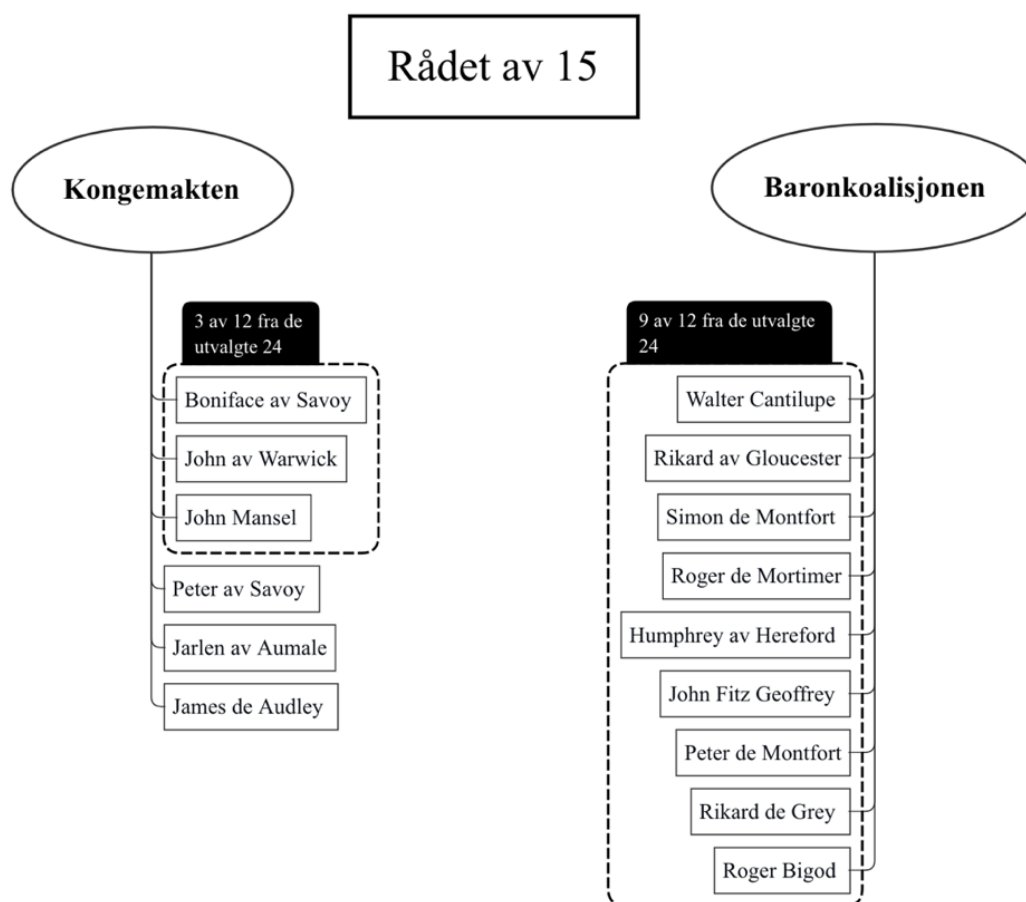 Rådet av 15
Kongemakten
3 av 12 fra de
utvalgte 24
Boniface av Savoy
John av Warwick
John Mansel
Peter av Savoy
Jarlen av Aumale
James de Audley
Baronkoalisjonen
9 av 12 fra de utvalgte
24
Walter Cantilupe
Rikard av Gloucester
Simon de Montfort
Roger de Mortimer
Humphrey av Hereford
John Fitz Geoffrey
Peter de Montfort
Rikard de Grey
Roger Bigod